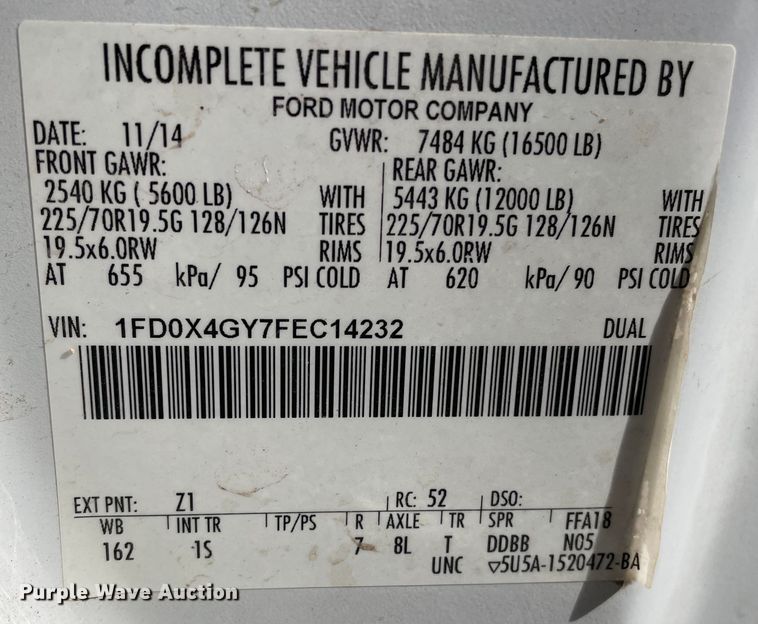 INCOMPLETE VEHICLE MANUFACTURED BY
FORD MOTOR COMPANY
DATE: 11/14 GVWR: 7484 KG (16500 LB)
FRONT GAWR: REAR GAWR:
2540 KG ( 5600 LB) WITH 5443 KG (12000 LB) WITH
225/70R19.5G 128/126N TIRES 225/70R19.5G 128/126N TIRES
19.5x6.0RW RIMS 19.5x6.0RW RIMS
AT 655 kPa/ 95 PSI COLD AT 620 kPa/ 90 PSI COLD
VIN: 1FD0X4GY7FEC14232 DUAL
EXT PNT: Z1 RC: 52 DSO:
WB INT TR TP/PS R AXLE TR SPR FFA18
162 1S 7 8L T DDBB N05
UNC ▽5U5A-1520472-BA
Purple Wave Auction